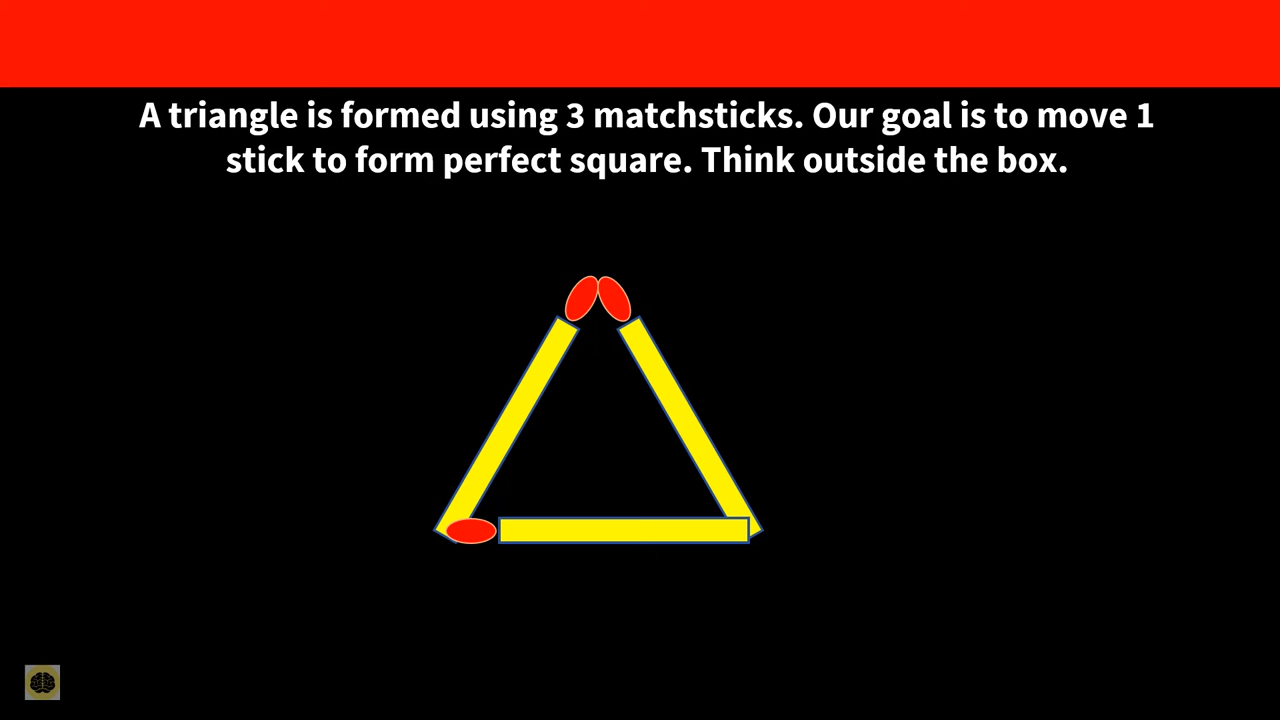 A triangle is formed using 3 matchsticks. Our goal is to move 1
stick to form perfect square. Think outside the box.